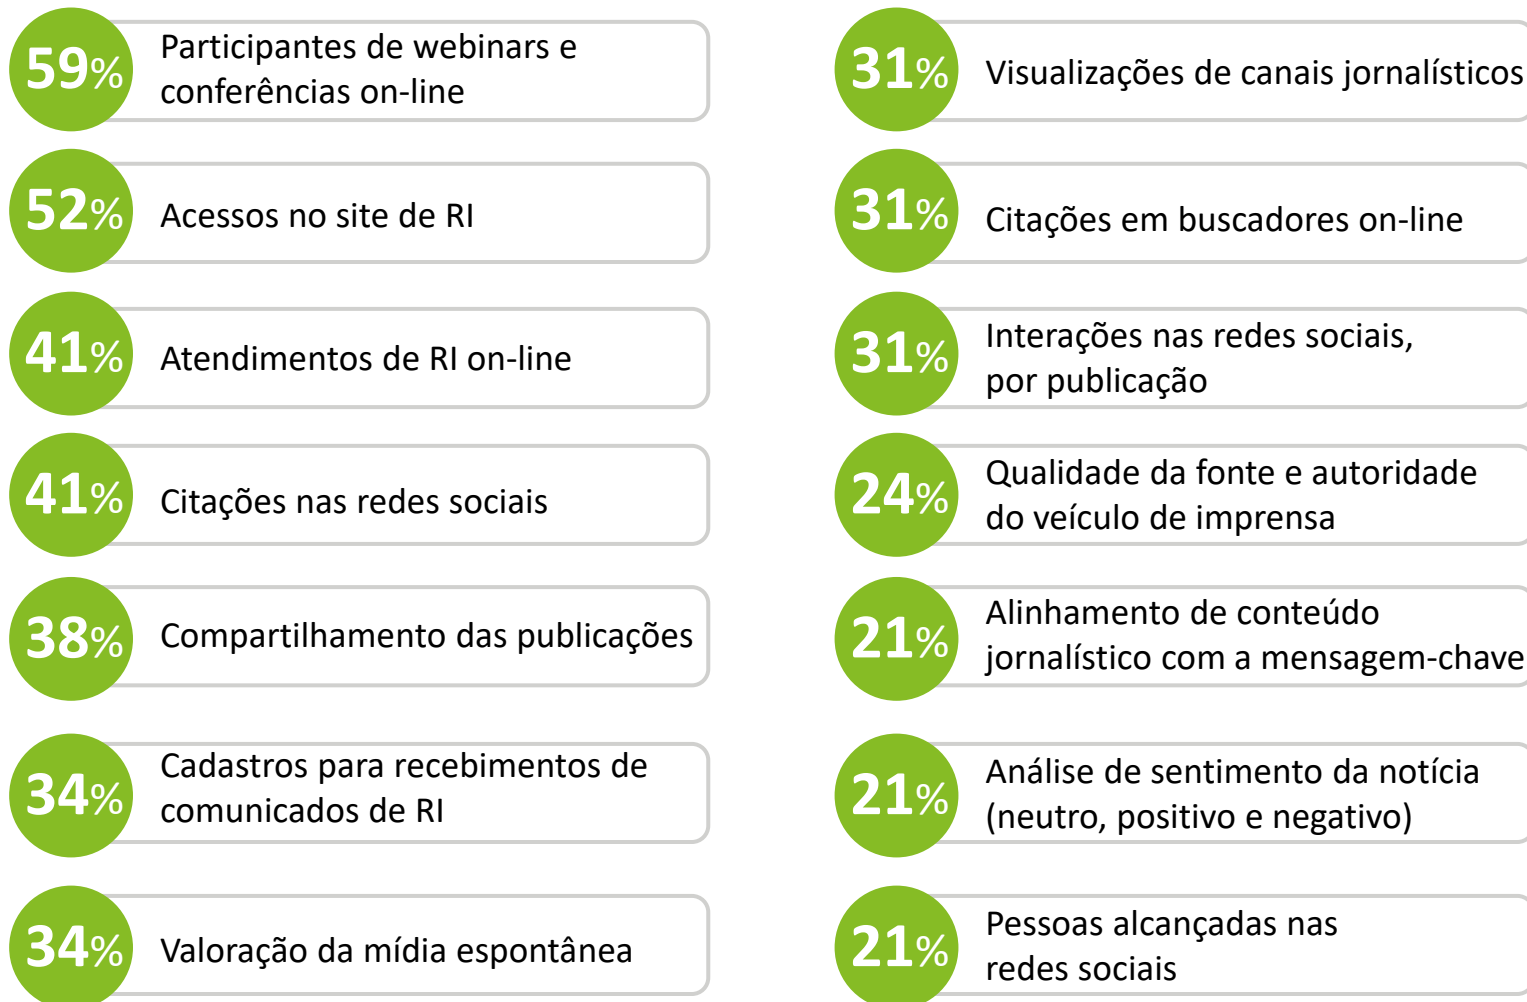 59%
Participantes de webinars e
conferências on-line
52%
Acessos no site de RI
41%
Atendimentos de RI on-line
41%
Citações nas redes sociais
38%
Compartilhamento das publicações
34%
Cadastros para recebimentos de
comunicados de RI
34%
Valoração da mídia espontânea
31%
Visualizações de canais jornalísticos
31%
Citações em buscadores on-line
31%
Interações nas redes sociais,
por publicação
24%
Qualidade da fonte e autoridade
do veículo de imprensa
21%
Alinhamento de conteúdo
jornalístico com a mensagem-chave
21%
Análise de sentimento da notícia
(neutro, positivo e negativo)
21%
Pessoas alcançadas nas
redes sociais